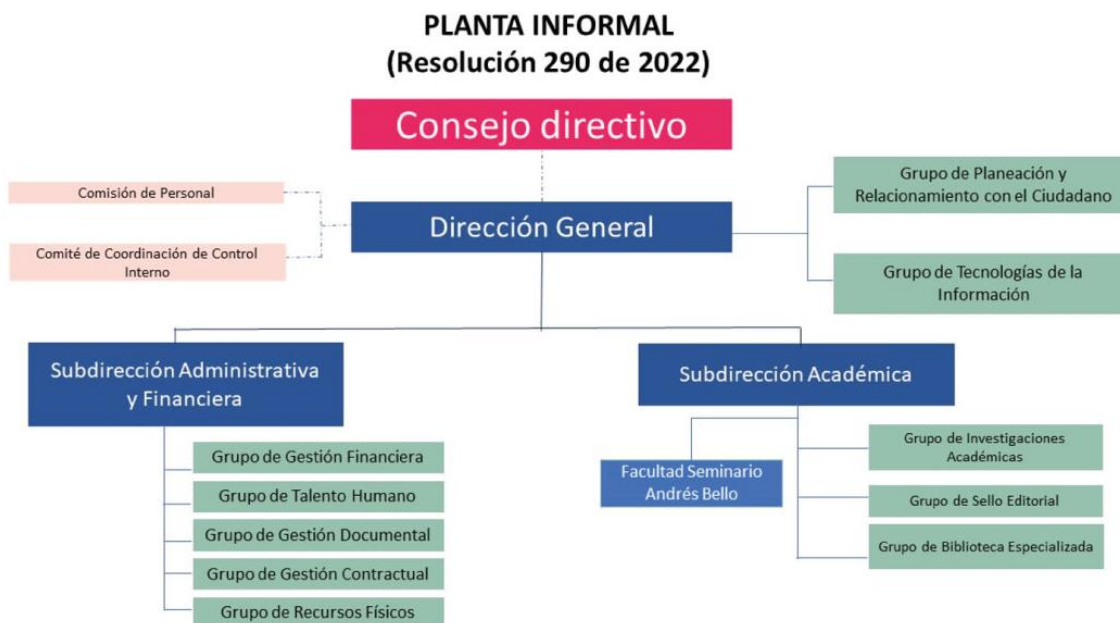 PLANTA INFORMAL
(Resolución 290 de 2022)
Consejo directivo
Comisión de Personal
Comité de Coordinación de Control
Interno
Dirección General
Grupo de Planeación y
Relacionamiento con el Ciudadano
Grupo de Tecnologías de la
Información
Subdirección Administrativa
y Financiera
Grupo de Gestión Financiera
Grupo de Talento Humano
Grupo de Gestión Documental
Grupo de Gestión Contractual
Grupo de Recursos Físicos
Subdirección Académica
Facultad Seminario
Andrés Bello
Grupo de Investigaciones
Académicas
Grupo de Sello Editorial
Grupo de Biblioteca Especializada